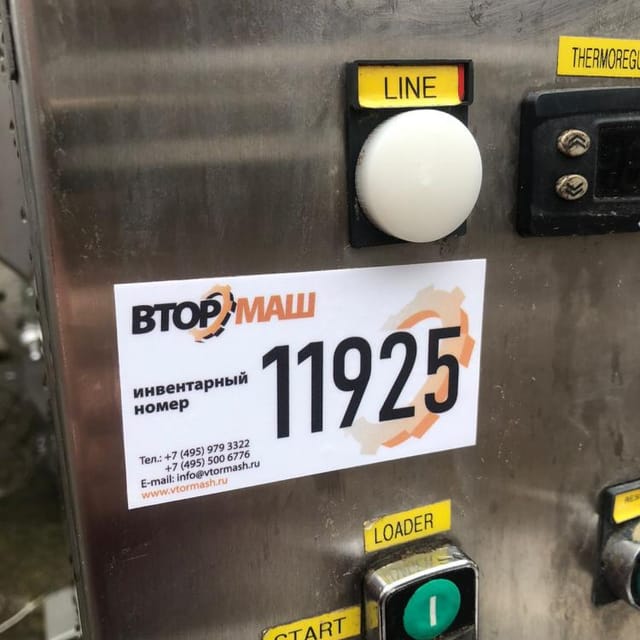 LINE
THERMOREGU
ВТОРМАШ
инвентарный
номер
11925
Тел.: +7 (495) 979 3322
+7 (495) 500 6776
E-mail: info@vtormash.ru
www.vtormash.ru
LOADER
START